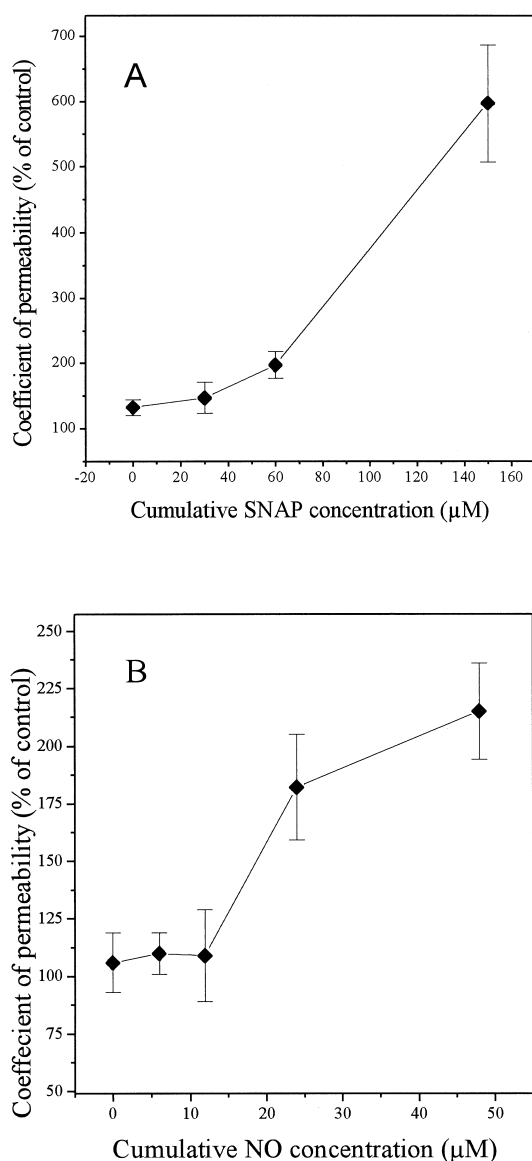 A
Coefficient of permeability (% of control)
700
600
500
400
300
200
100
-20 0 20 40 60 80 100 120 140 160
Cumulative SNAP concentration (µM)
B
Coeffecient of permeability (% of control)
250
225
200
175
150
125
100
75
50
0 10 20 30 40 50
Cumulative NO concentration (µM)